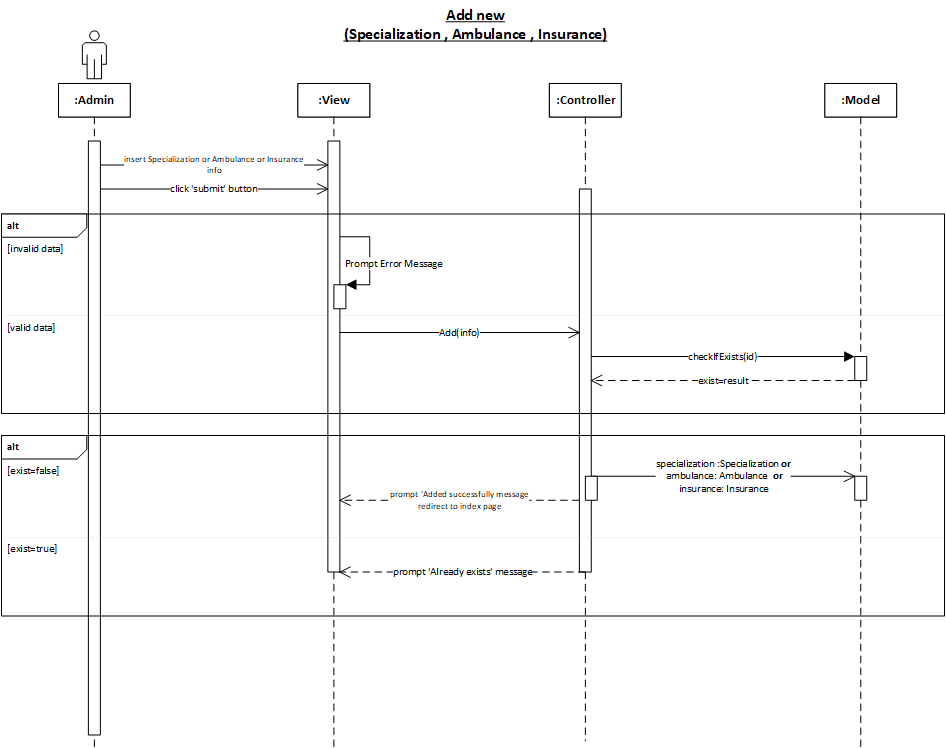 Add new
(Specialization , Ambulance , Insurance)
:Admin
:View
:Controller
:Model
insert Specialization or Ambulance or Insurance
info
click 'submit' button
alt
[invalid data]
Prompt Error Message
[valid data]
Add(info)
checkIfExists(id)
exist=result
alt
[exist=false]
specialization :Specialization or
ambulance: Ambulance or
insurance: Insurance
prompt 'Added successfully message
redirect to index page
[exist=true]
prompt 'Already exists' message